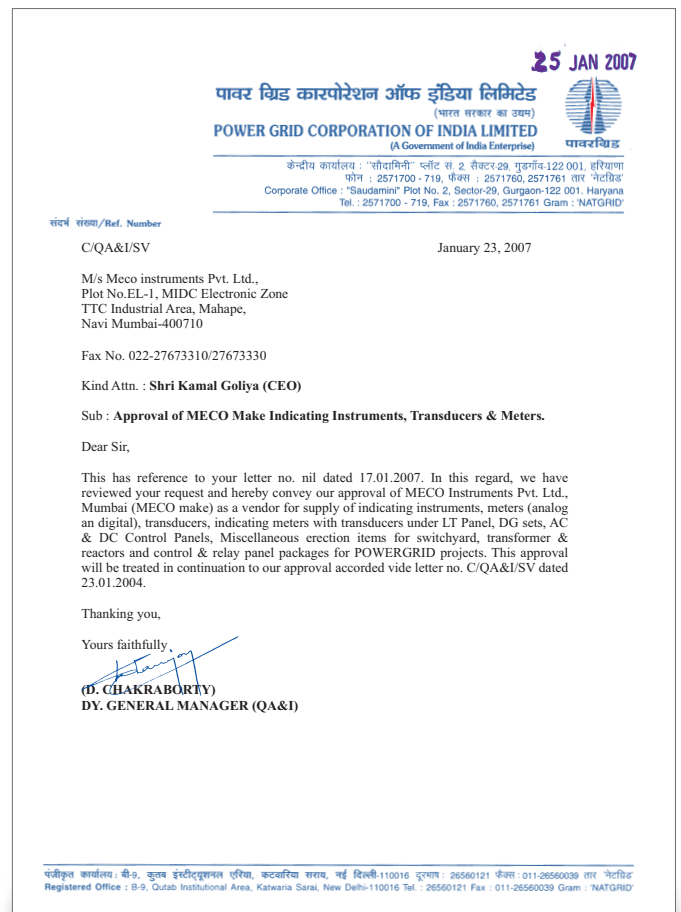 25 JAN 2007
पावर ग्रिड कारपोरेशन ऑफ इंडिया लिमिटेड
(भारत सरकार का उद्यम)
POWER GRID CORPORATION OF INDIA LIMITED
(A Government of India Enterprise)
पावरग्रिड
केन्द्रीय कार्यालय : "सौदामिनी" प्लॉट सं. 2, सैक्टर-29, गुडगाँव-122 001, हरियाणा
फोन : 2571700 - 719, फैक्स : 2571760, 2571761 तार 'नेटग्रिड'
Corporate Office : "Saudamini" Plot No. 2, Sector-29, Gurgaon-122 001. Haryana
Tel. : 2571700 - 719, Fax : 2571760, 2571761 Gram : 'NATGRID'
संदर्भ संख्या/Ref. Number
C/QA&I/SV January 23, 2007
M/s Meco instruments Pvt. Ltd.,
Plot No.EL-1, MIDC Electronic Zone
TTC Industrial Area, Mahape,
Navi Mumbai-400710
Fax No. 022-27673310/27673330
Kind Attn. : Shri Kamal Goliya (CEO)
Sub : Approval of MECO Make Indicating Instruments, Transducers & Meters.
Dear Sir,
This has reference to your letter no. nil dated 17.01.2007. In this regard, we have
reviewed your request and hereby convey our approval of MECO Instruments Pvt. Ltd.,
Mumbai (MECO make) as a vendor for supply of indicating instruments, meters (analog
an digital), transducers, indicating meters with transducers under LT Panel, DG sets, AC
& DC Control Panels, Miscellaneous erection items for switchyard, transformer &
reactors and control & relay panel packages for POWERGRID projects. This approval
will be treated in continuation to our approval accorded vide letter no. C/QA&I/SV dated
23.01.2004.
Thanking you,
Yours faithfully,
(D. CHAKRABORTY)
DY. GENERAL MANAGER (QA&I)
पंजीकृत कार्यालय : बी-9, कुतब इंस्टीट्यूशनल एरिया, कटवारिया सराय, नई दिल्ली-110016 दूरभाष : 26560121 फैक्स : 011-26560039 तार 'नेटग्रिड'
Registered Office : B-9, Qutab Institutional Area, Katwaria Sarai, New Delhi-110016 Tel. : 26560121 Fax : 011-26560039 Gram : 'NATGRID'